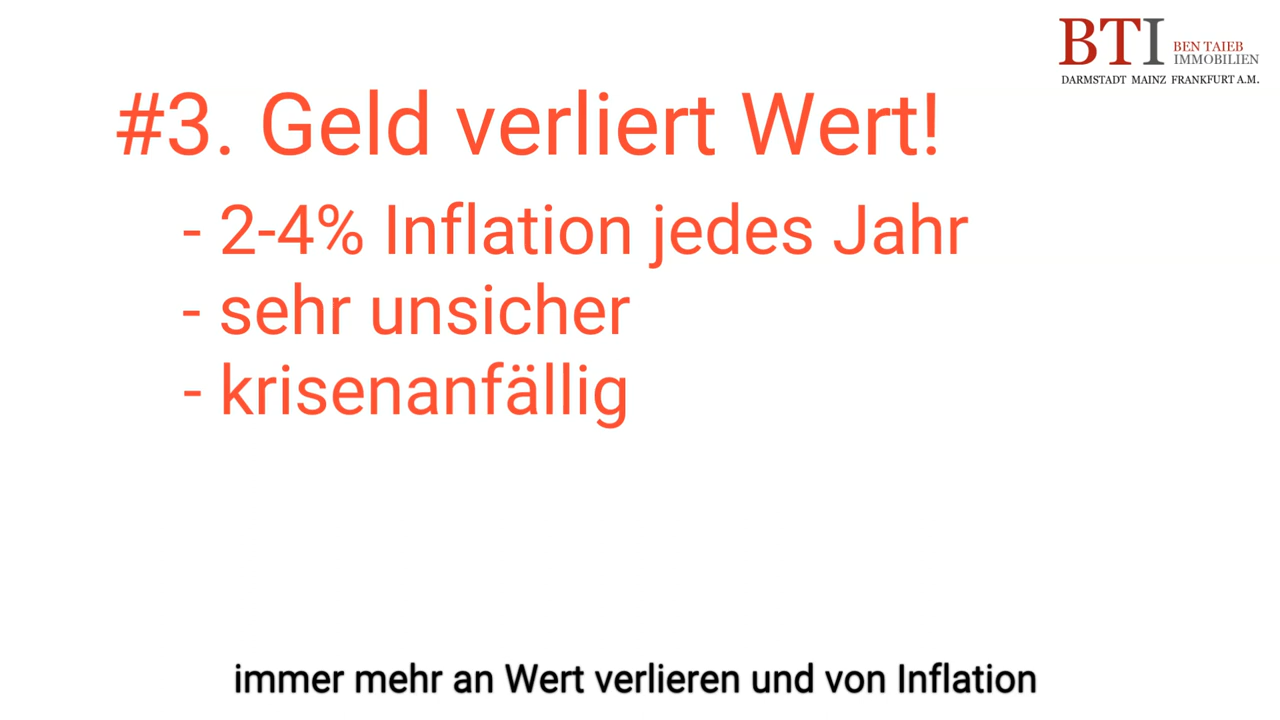 BTI BEN TAIEB
IMMOBILIEN
DARMSTADT MAINZ FRANKFURT A.M.
#3. Geld verliert Wert!
- 2-4% Inflation jedes Jahr
- sehr unsicher
- krisenanfällig
immer mehr an Wert verlieren und von Inflation